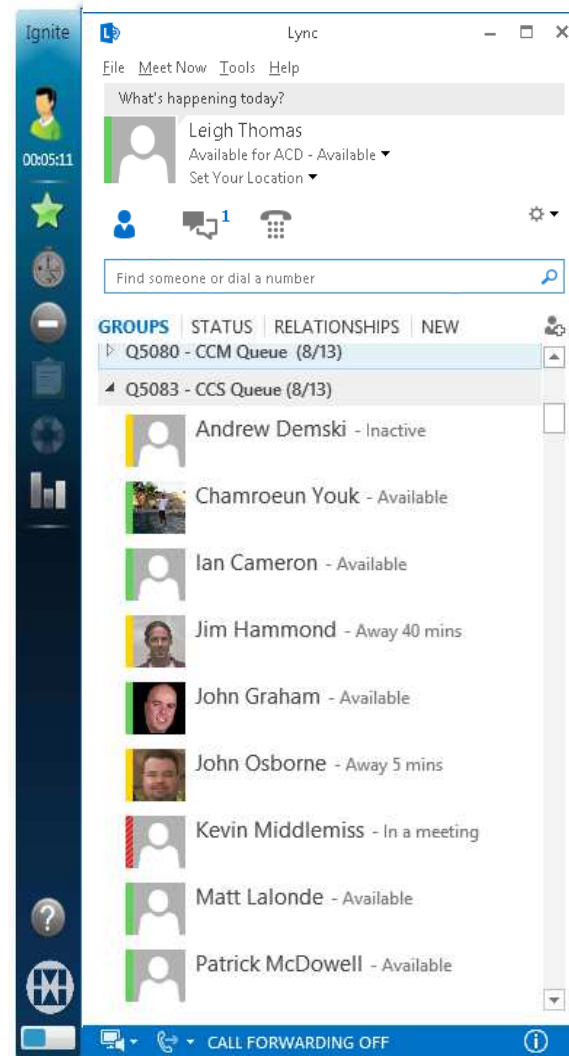 Ignite
Lync
File Meet Now Tools Help
What's happening today?
Leigh Thomas
00:05:11
Available for ACD - Available
Set Your Location
1
Find someone or dial a number
GROUPS STATUS RELATIONSHIPS NEW
Q5080 - CCM Queue (8/13)
Q5083 - CCS Queue (8/13)
Andrew Demski - Inactive
Chamroeun Youk - Available
Ian Cameron - Available
Jim Hammond - Away 40 mins
John Graham - Available
John Osborne - Away 5 mins
Kevin Middlemiss - In a meeting
Matt Lalonde - Available
Patrick McDowell - Available
CALL FORWARDING OFF